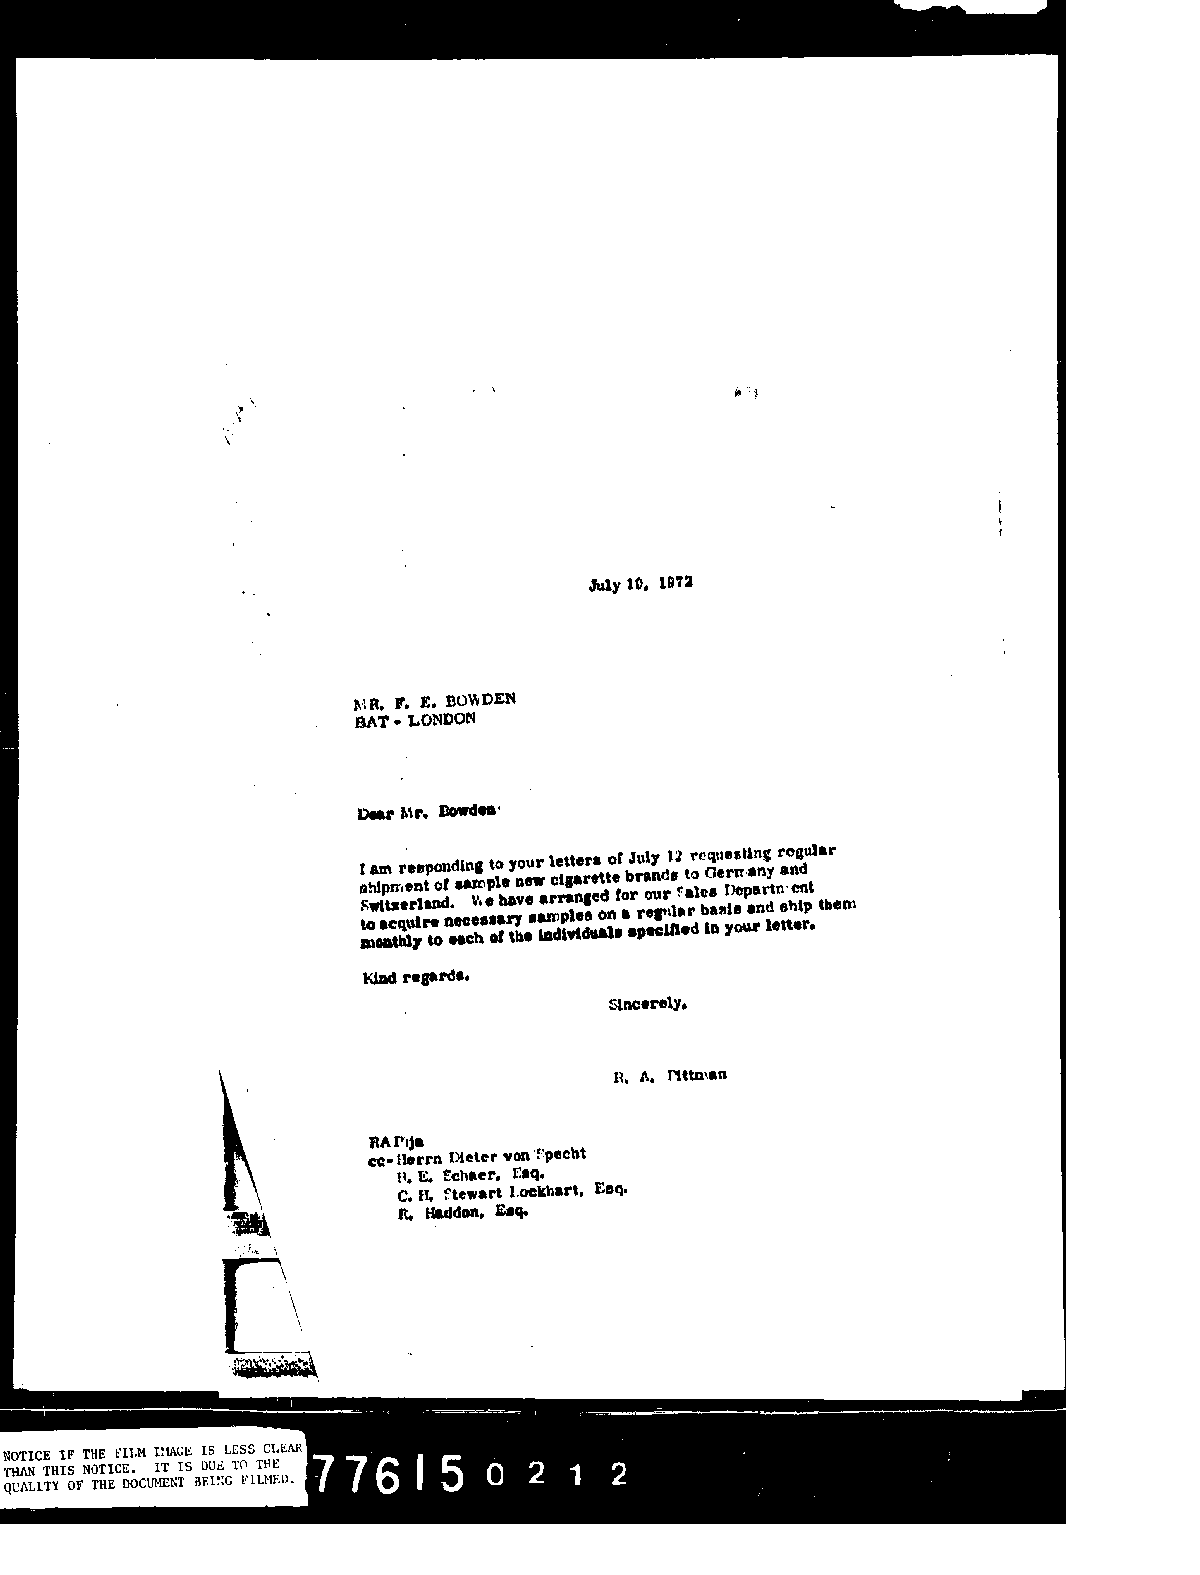 July 10, 1972
MR. F. E. BOWDEN
BAT - LONDON
Dear Mr. Bowden:
I am responding to your letters of July 12 requesting regular
shipment of sample new cigarette brands to Germany and
Switzerland. We have arranged for our Sales Department
to acquire necessary samples on a regular basis and ship them
monthly to each of the individuals specified in your letter.
Kind regards.
Sincerely,
R. A. Pittman
RAP:ja
cc-Herrn Dieter von Specht
H. E. Schaer, Esq.
C. H. Stewart Lockhart, Esq.
R. Haddon, Esq.
NOTICE IF THE FILM IMAGE IS LESS CLEAR
THAN THIS NOTICE. IT IS DUE TO THE
QUALITY OF THE DOCUMENT BEING FILMED.
776150212